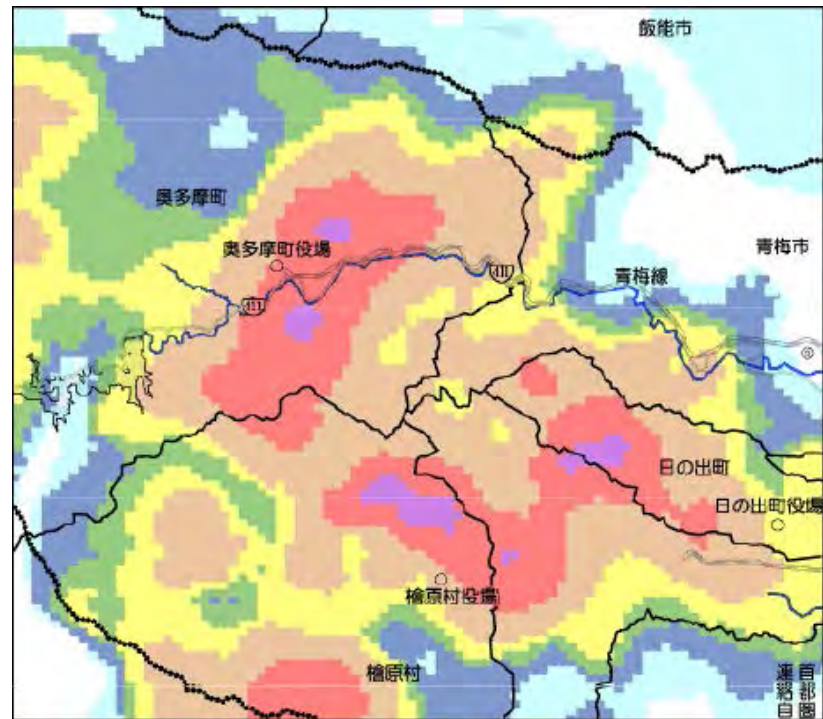 飯能市
奥多摩町
奥多摩町役場
青梅市
411
青梅線
411
日の出町
日の出町役場
檜原村役場
檜原村
首都圏
連絡自